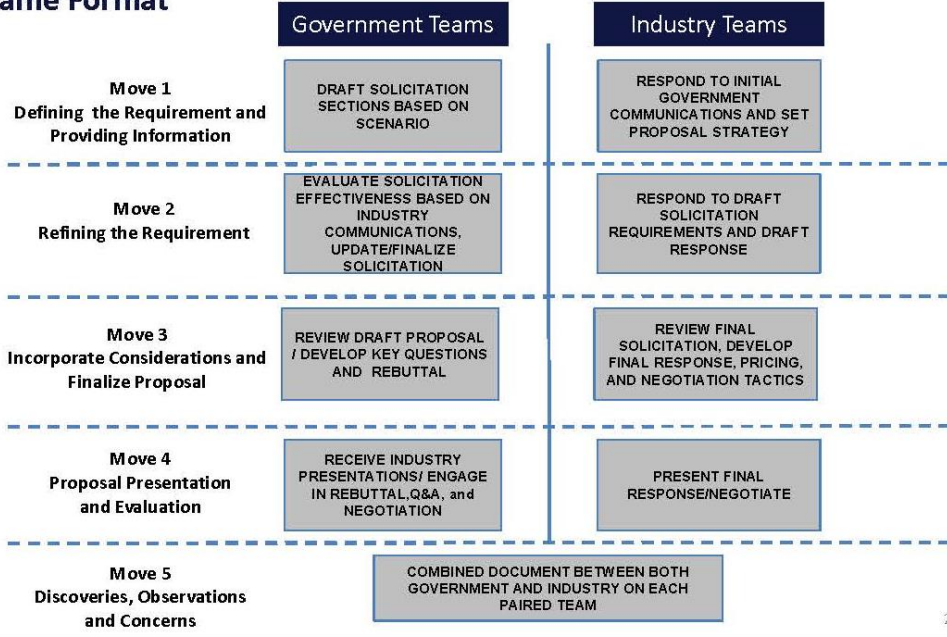 ame Format
Government Teams
Industry Teams
Move 1
Defining the Requirement and
Providing Information
DRAFT SOLICITATION
SECTIONS BASED ON
SCENARIO
RESPOND TO INITIAL
GOVERNMENT
COMMUNICATIONS AND SET
PROPOSAL STRATEGY
Move 2
Refining the Requirement
EVALUATE SOLICITATION
EFFECTIVENESS BASED ON
INDUSTRY
COMMUNICATIONS,
UPDATE/FINALIZE
SOLICITATION
RESPOND TO DRAFT
SOLICITATION
REQUIREMENTS AND DRAFT
RESPONSE
Move 3
Incorporate Considerations and
Finalize Proposal
REVIEW DRAFT PROPOSAL
/ DEVELOP KEY QUESTIONS
AND REBUTTAL
REVIEW FINAL
SOLICITATION, DEVELOP
FINAL RESPONSE, PRICING,
AND NEGOTIATION TACTICS
Move 4
Proposal Presentation
and Evaluation
RECEIVE INDUSTRY
PRESENTATIONS/ ENGAGE
IN REBUTTAL,Q&A, and
NEGOTIATION
PRESENT FINAL
RESPONSE/NEGOTIATE
Move 5
Discoveries, Observations
and Concerns
COMBINED DOCUMENT BETWEEN BOTH
GOVERNMENT AND INDUSTRY ON EACH
PAIRED TEAM